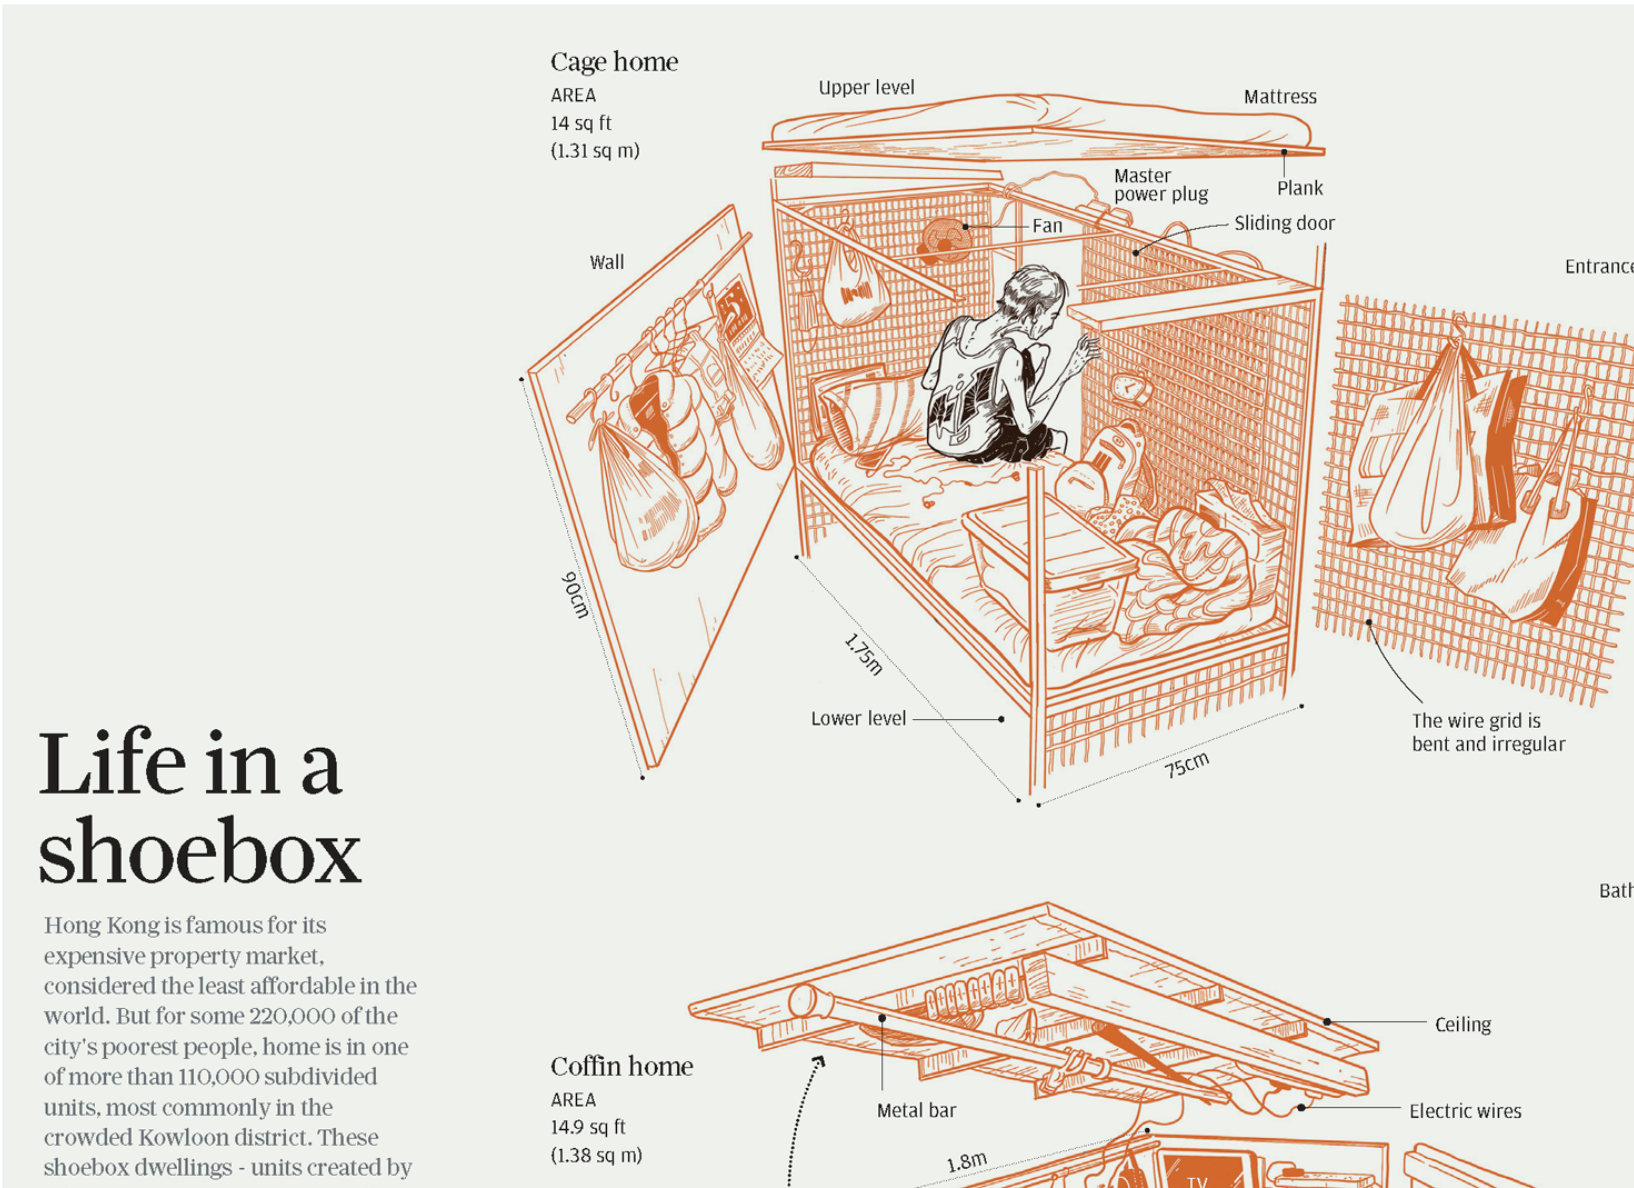 Cage home
AREA
14 sq ft
(1.31 sq m)
Upper level
Mattress
Plank
Master
power plug
Fan
Sliding door
Wall
Entrance
90cm
1.75m
Lower level
75cm
The wire grid is
bent and irregular
Life in a
shoebox
Hong Kong is famous for its
expensive property market,
considered the least affordable in the
world. But for some 220,000 of the
city's poorest people, home is in one
of more than 110,000 subdivided
units, most commonly in the
crowded Kowloon district. These
shoebox dwellings - units created by
Bath
Coffin home
AREA
14.9 sq ft
(1.38 sq m)
Ceiling
Metal bar
Electric wires
1.8m
TV